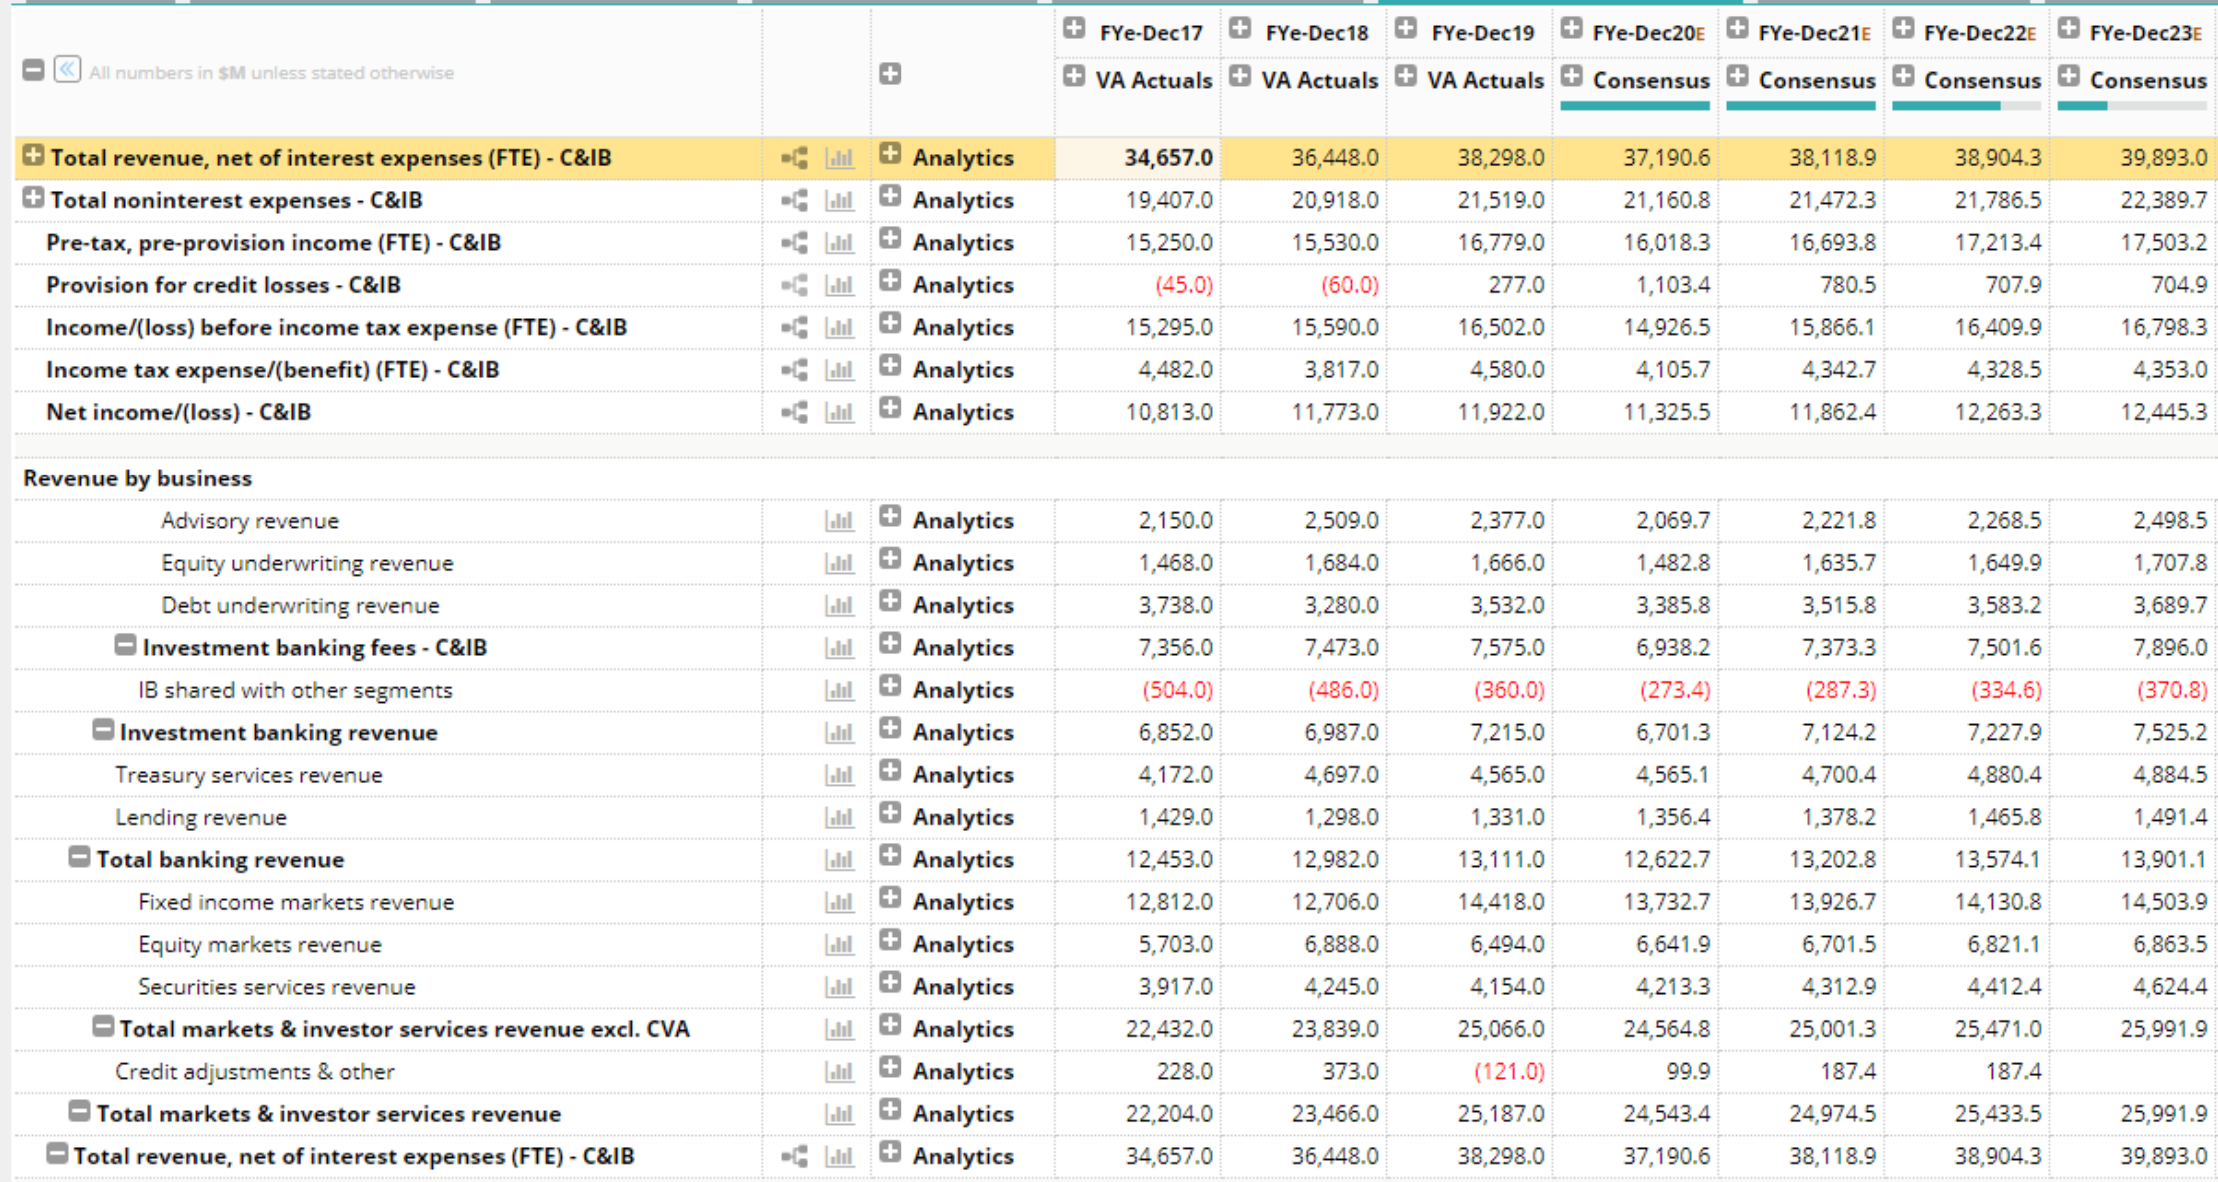 FYe-Dec17 FYe-Dec18 FYe-Dec19 FYe-Dec20E FYe-Dec21E FYe-Dec22E FYe-Dec23E
All numbers in $M unless stated otherwise VA Actuals VA Actuals VA Actuals Consensus Consensus Consensus Consensus
Total revenue, net of interest expenses (FTE) - C&IB Analytics 34,657.0 36,448.0 38,298.0 37,190.6 38,118.9 38,904.3 39,893.0
Total noninterest expenses - C&IB Analytics 19,407.0 20,918.0 21,519.0 21,160.8 21,472.3 21,786.5 22,389.7
Pre-tax, pre-provision income (FTE) - C&IB Analytics 15,250.0 15,530.0 16,779.0 16,018.3 16,693.8 17,213.4 17,503.2
Provision for credit losses - C&IB Analytics (45.0) (60.0) 277.0 1,103.4 780.5 707.9 704.9
Income/(loss) before income tax expense (FTE) - C&IB Analytics 15,295.0 15,590.0 16,502.0 14,926.5 15,866.1 16,409.9 16,798.3
Income tax expense/(benefit) (FTE) - C&IB Analytics 4,482.0 3,817.0 4,580.0 4,105.7 4,342.7 4,328.5 4,353.0
Net income/(loss) - C&IB Analytics 10,813.0 11,773.0 11,922.0 11,325.5 11,862.4 12,263.3 12,445.3
Revenue by business
Advisory revenue Analytics 2,150.0 2,509.0 2,377.0 2,069.7 2,221.8 2,268.5 2,498.5
Equity underwriting revenue Analytics 1,468.0 1,684.0 1,666.0 1,482.8 1,635.7 1,649.9 1,707.8
Debt underwriting revenue Analytics 3,738.0 3,280.0 3,532.0 3,385.8 3,515.8 3,583.2 3,689.7
Investment banking fees - C&IB Analytics 7,356.0 7,473.0 7,575.0 6,938.2 7,373.3 7,501.6 7,896.0
IB shared with other segments Analytics (504.0) (486.0) (360.0) (273.4) (287.3) (334.6) (370.8)
Investment banking revenue Analytics 6,852.0 6,987.0 7,215.0 6,701.3 7,124.2 7,227.9 7,525.2
Treasury services revenue Analytics 4,172.0 4,697.0 4,565.0 4,565.1 4,700.4 4,880.4 4,884.5
Lending revenue Analytics 1,429.0 1,298.0 1,331.0 1,356.4 1,378.2 1,465.8 1,491.4
Total banking revenue Analytics 12,453.0 12,982.0 13,111.0 12,622.7 13,202.8 13,574.1 13,901.1
Fixed income markets revenue Analytics 12,812.0 12,706.0 14,418.0 13,732.7 13,926.7 14,130.8 14,503.9
Equity markets revenue Analytics 5,703.0 6,888.0 6,494.0 6,641.9 6,701.5 6,821.1 6,863.5
Securities services revenue Analytics 3,917.0 4,245.0 4,154.0 4,213.3 4,312.9 4,412.4 4,624.4
Total markets & investor services revenue excl. CVA Analytics 22,432.0 23,839.0 25,066.0 24,564.8 25,001.3 25,471.0 25,991.9
Credit adjustments & other Analytics 228.0 373.0 (121.0) 99.9 187.4 187.4
Total markets & investor services revenue Analytics 22,204.0 23,466.0 25,187.0 24,543.4 24,974.5 25,433.5 25,991.9
Total revenue, net of interest expenses (FTE) - C&IB Analytics 34,657.0 36,448.0 38,298.0 37,190.6 38,118.9 38,904.3 39,893.0